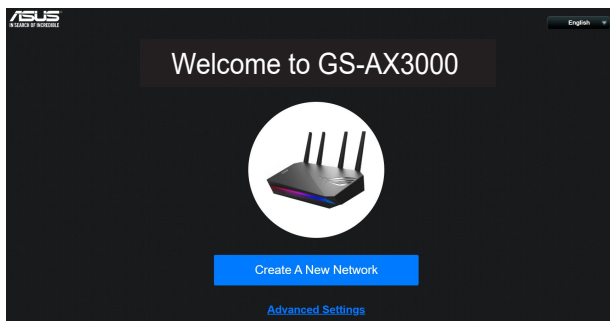 ASUS
IN SEARCH OF INCREDIBLE
English
Welcome to GS-AX3000
Create A New Network
Advanced Settings